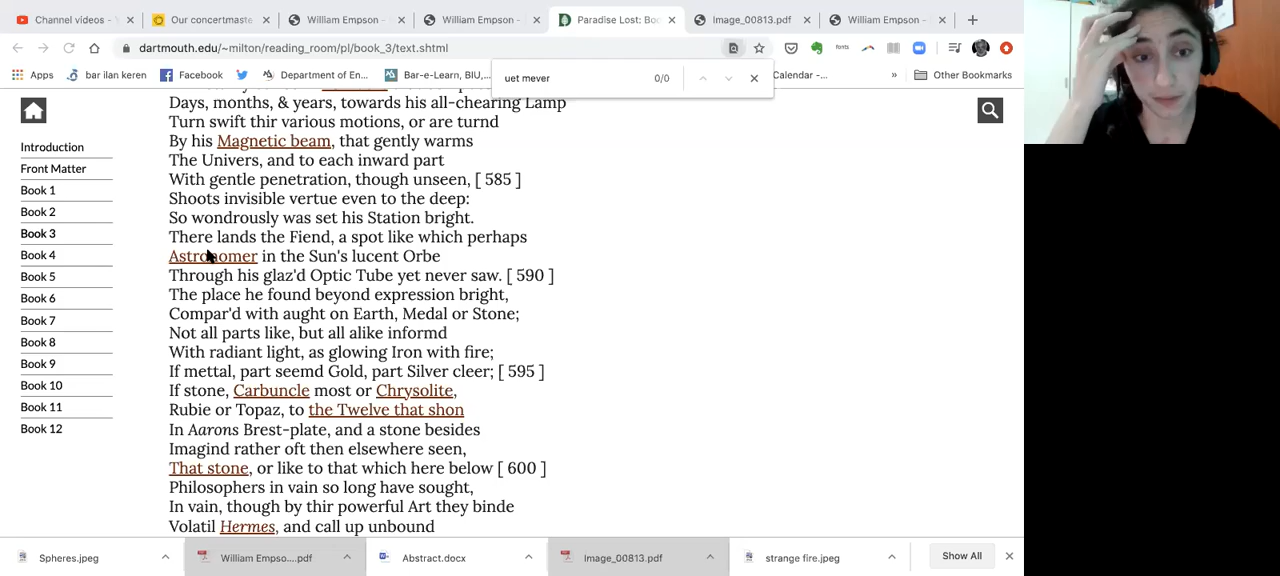 Channel videos -
Our concertmaste
William Empson -
William Empson -
Paradise Lost: Boo
Image_00813.pdf
William Empson -
dartmouth.edu/~milton/reading_room/pl/book_3/text.shtml
fonts
Apps
bar ilan keren
Facebook
Department of En...
Bar-e-Learn, BIU,...
Calendar -...
Other Bookmarks
uet mever
0/0
Introduction
Front Matter
Book 1
Book 2
Book 3
Book 4
Book 5
Book 6
Book 7
Book 8
Book 9
Book 10
Book 11
Book 12
Days, months, & years, towards his all-chearing Lamp
Turn swift thir various motions, or are turnd
By his Magnetic beam, that gently warms
The Univers, and to each inward part
With gentle penetration, though unseen, [ 585 ]
Shoots invisible vertue even to the deep:
So wondrously was set his Station bright.
There lands the Fiend, a spot like which perhaps
Astronomer in the Sun's lucent Orbe
Through his glaz'd Optic Tube yet never saw. [ 590 ]
The place he found beyond expression bright,
Compar'd with aught on Earth, Medal or Stone;
Not all parts like, but all alike informd
With radiant light, as glowing Iron with fire;
If mettal, part seemd Gold, part Silver cleer; [ 595 ]
If stone, Carbuncle most or Chrysolite,
Rubie or Topaz, to the Twelve that shon
In Aarons Brest-plate, and a stone besides
Imagind rather oft then elsewhere seen,
That stone, or like to that which here below [ 600 ]
Philosophers in vain so long have sought,
In vain, though by thir powerful Art they binde
Volatil Hermes, and call up unbound
Spheres.jpeg
William Empso....pdf
Abstract.docx
Image_00813.pdf
strange fire.jpeg
Show All